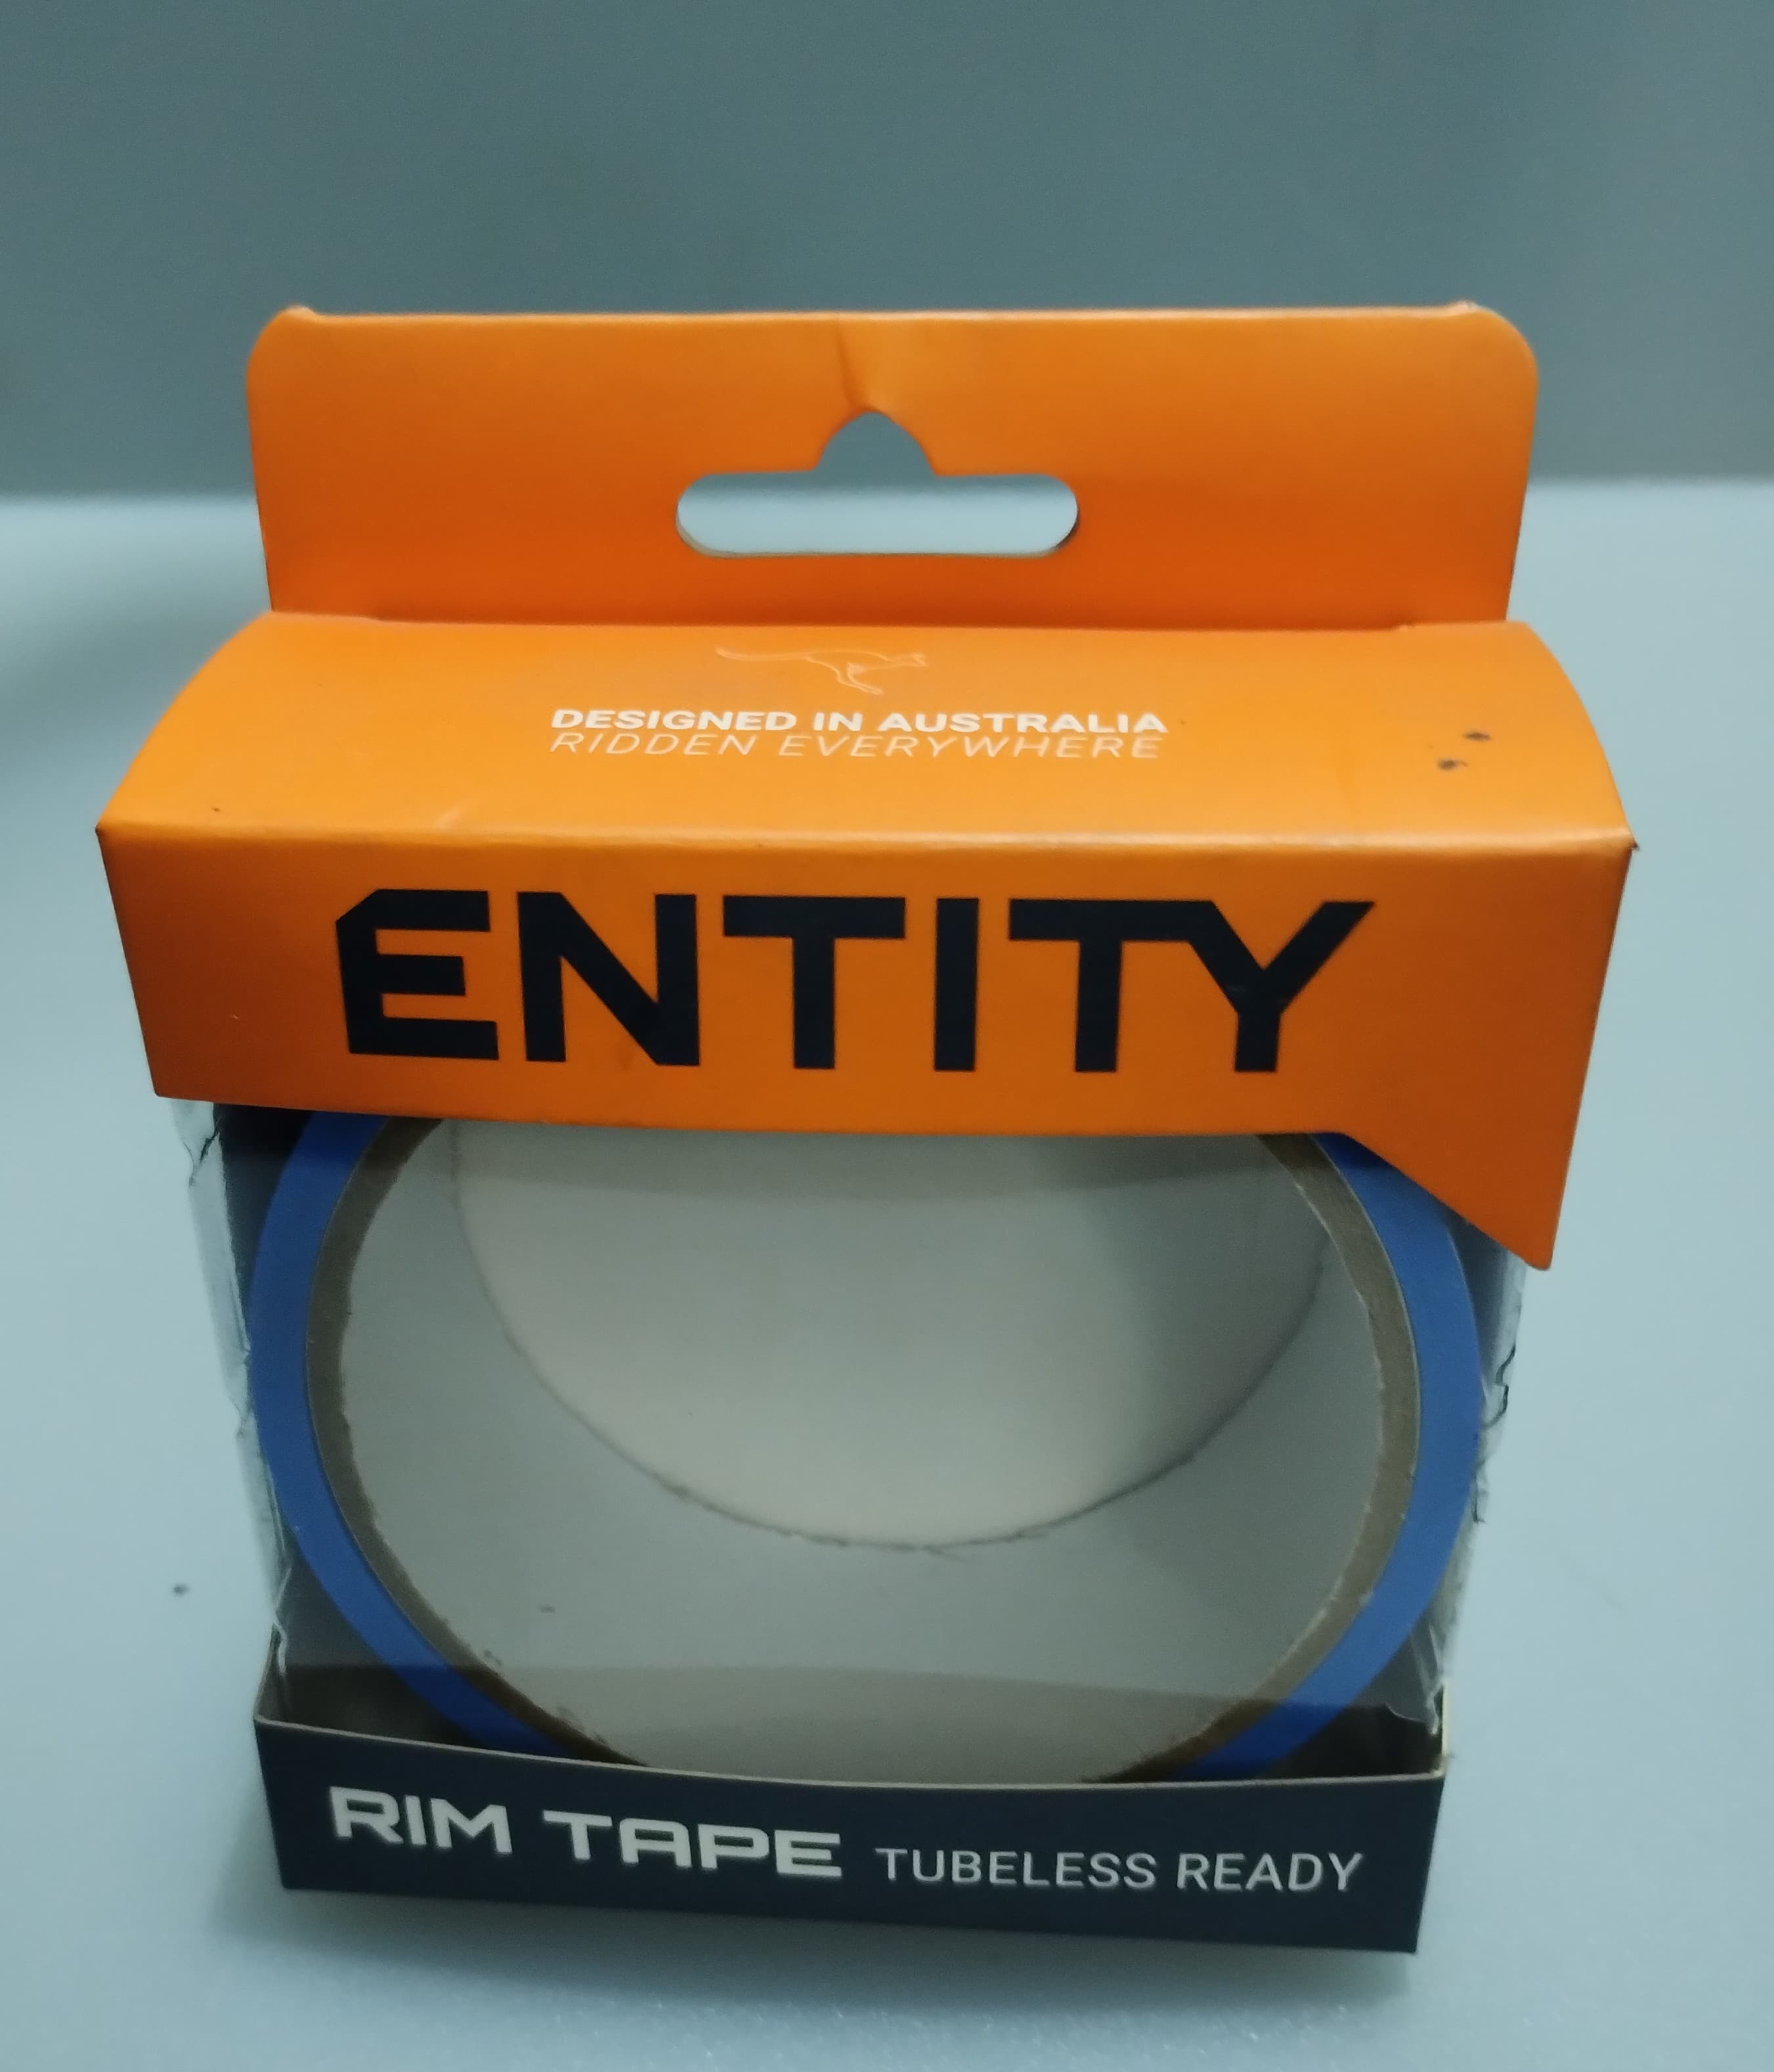 DESIGNED IN AUSTRALIA
RIDDEN EVERYWHERE
ENTITY
RIM TAPE TUBELESS READY